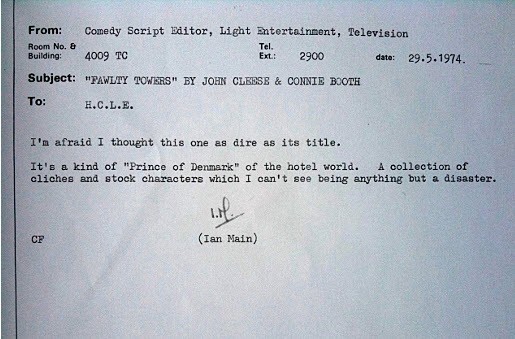 From: Comedy Script Editor, Light Entertainment, Television
Room No. & Tel.
Building: 4009 TC Ext.: 2900 date: 29.5.1974.
Subject: "FAWLTY TOWERS" BY JOHN CLEESE & CONNIE BOOTH
To: H.C.L.E.
I'm afraid I thought this one as dire as its title.
It's a kind of "Prince of Denmark" of the hotel world. A collection of
cliches and stock characters which I can't see being anything but a disaster.
I.M.
CF (Ian Main)